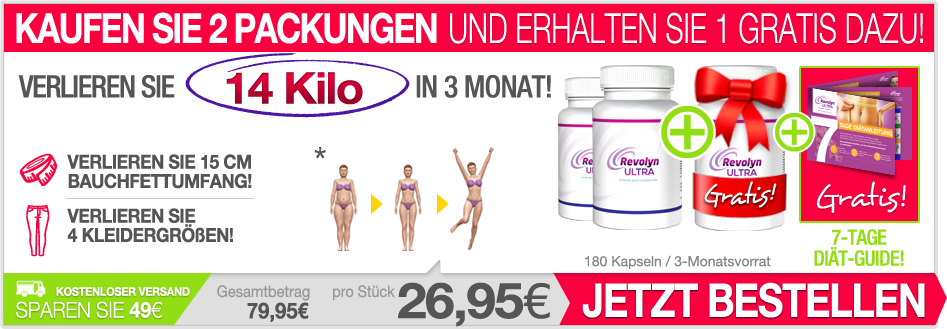 KAUFEN SIE 2 PACKUNGEN UND ERHALTEN SIE 1 GRATIS DAZU!
VERLIEREN SIE 14 Kilo IN 3 MONAT!
VERLIEREN SIE 15 CM
BAUCHFETTUMFANG!
VERLIEREN SIE
4 KLEIDERGRÖßEN!
*
Revolyn
ULTRA
Revolyn
ULTRA
Gratis!
Revolyn
ULTRA
TAGE DIÄTANLEITUNG
Gratis!
7-TAGE
DIÄT-GUIDE!
180 Kapseln / 3-Monatsvorrat
KOSTENLOSER VERSAND
SPAREN SIE 49€
Gesamtbetrag
79,95€
pro Stück 26,95€
JETZT BESTELLEN